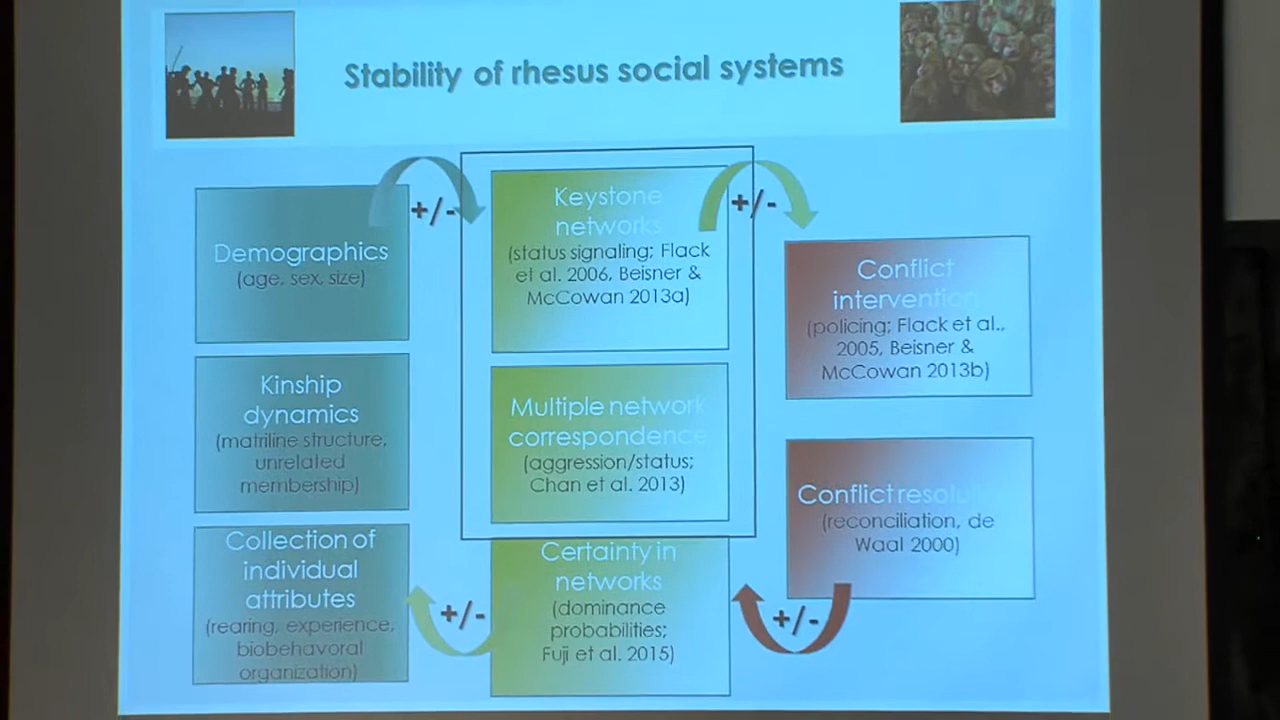 Stability of rhesus social systems
+/-
+/-
Demographics
(age, sex, size)
Kinship
dynamics
(matriline structure,
unrelated
membership)
Collection of
individual
attributes
(rearing, experience,
biobehavoral
organization)
Keystone
networks
(status signaling; Flack
et al. 2006, Beisner &
McCowan 2013a)
Multiple network
correspondence
(aggression/status;
Chan et al. 2013)
Certainty in
networks
(dominance
probabilities;
Fuji et al. 2015)
Conflict
intervention
(policing; Flack et al.,
2005, Beisner &
McCowan 2013b)
Conflict
(reconciliation, de
Waal 2000)
+/-
+/-